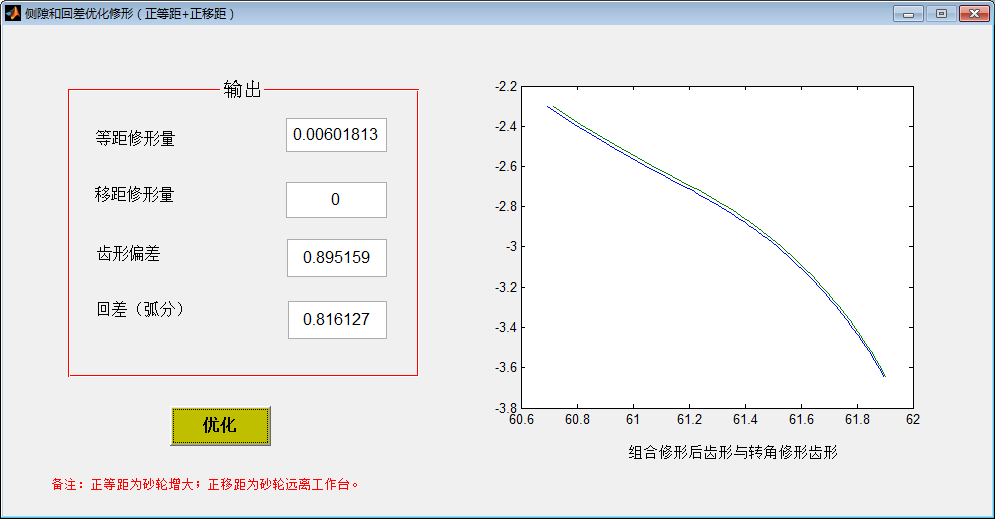 侧隙和回差优化修形（正等距+正移距）
输出
等距修形量 0.00601813
移距修形量 0
齿形偏差 0.895159
回差（弧分） 0.816127
优化
备注：正等距为砂轮增大；正移距为砂轮远离工作台。
-2.2
-2.4
-2.6
-2.8
-3
-3.2
-3.4
-3.6
-3.8
60.6 60.8 61 61.2 61.4 61.6 61.8 62
组合修形后齿形与转角修形齿形